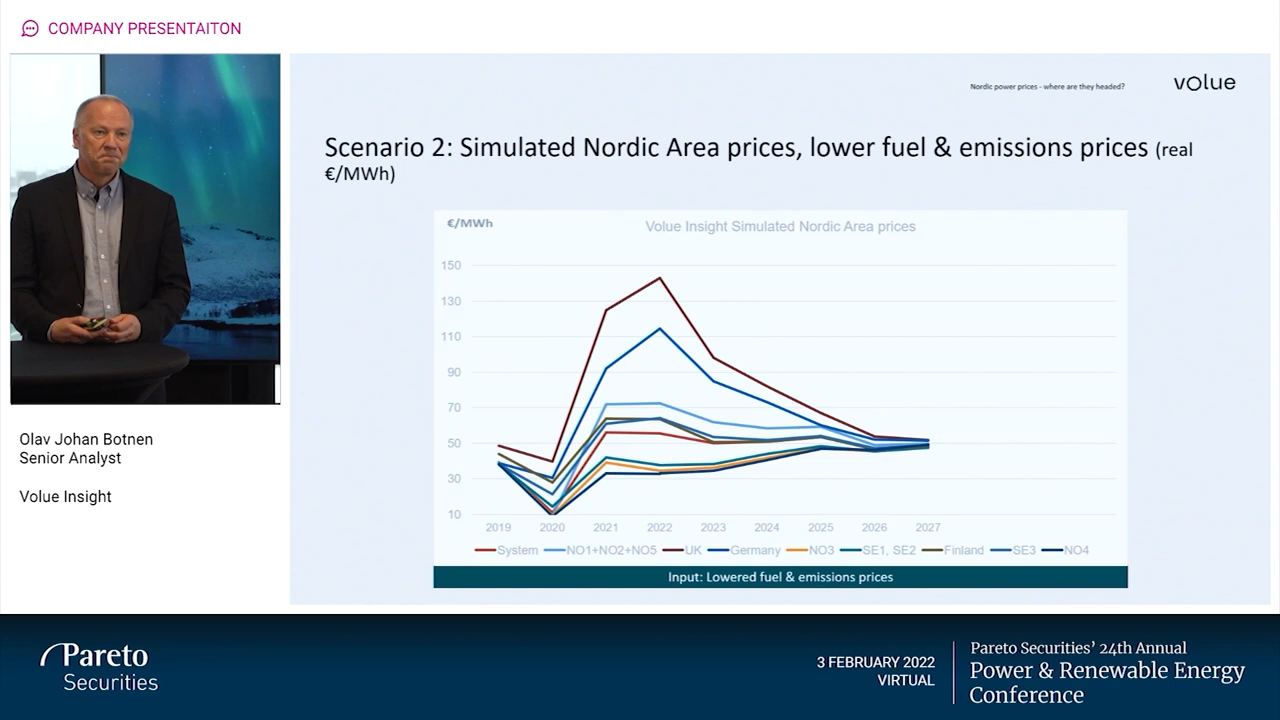 COMPANY PRESENTAITON
Nordic power prices - where are they headed?
volue
Scenario 2: Simulated Nordic Area prices, lower fuel & emissions prices (real
€/MWh)
€/MWh
Volue Insight Simulated Nordic Area prices
150
130
110
90
70
50
30
10
2019 2020 2021 2022 2023 2024 2025 2026 2027
System NO1+NO2+NO5 UK Germany NO3 SE1, SE2 Finland SE3 NO4
Input: Lowered fuel & emissions prices
Olav Johan Botnen
Senior Analyst
Volue Insight
Pareto
Securities
3 FEBRUARY 2022
VIRTUAL
Pareto Securities' 24th Annual
Power & Renewable Energy
Conference